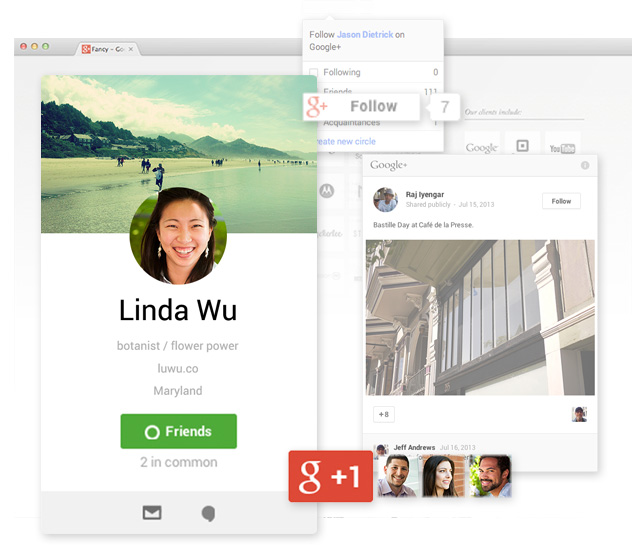 Follow Jason Dietrick on
Google+
Fancy – Go
Following 0
Friends 111
g+ Follow 7
Acquaintances
create new circle
Our clients include:
Google
YouTube
Google+
Raj Iyengar
Shared publicly - Jul 15, 2013
Follow
Bastille Day at Café de la Presse.
Linda Wu
botanist / flower power
luwu.co
Maryland
Friends
2 in common
+8
g +1
Jeff Andrews Jul 16, 2013